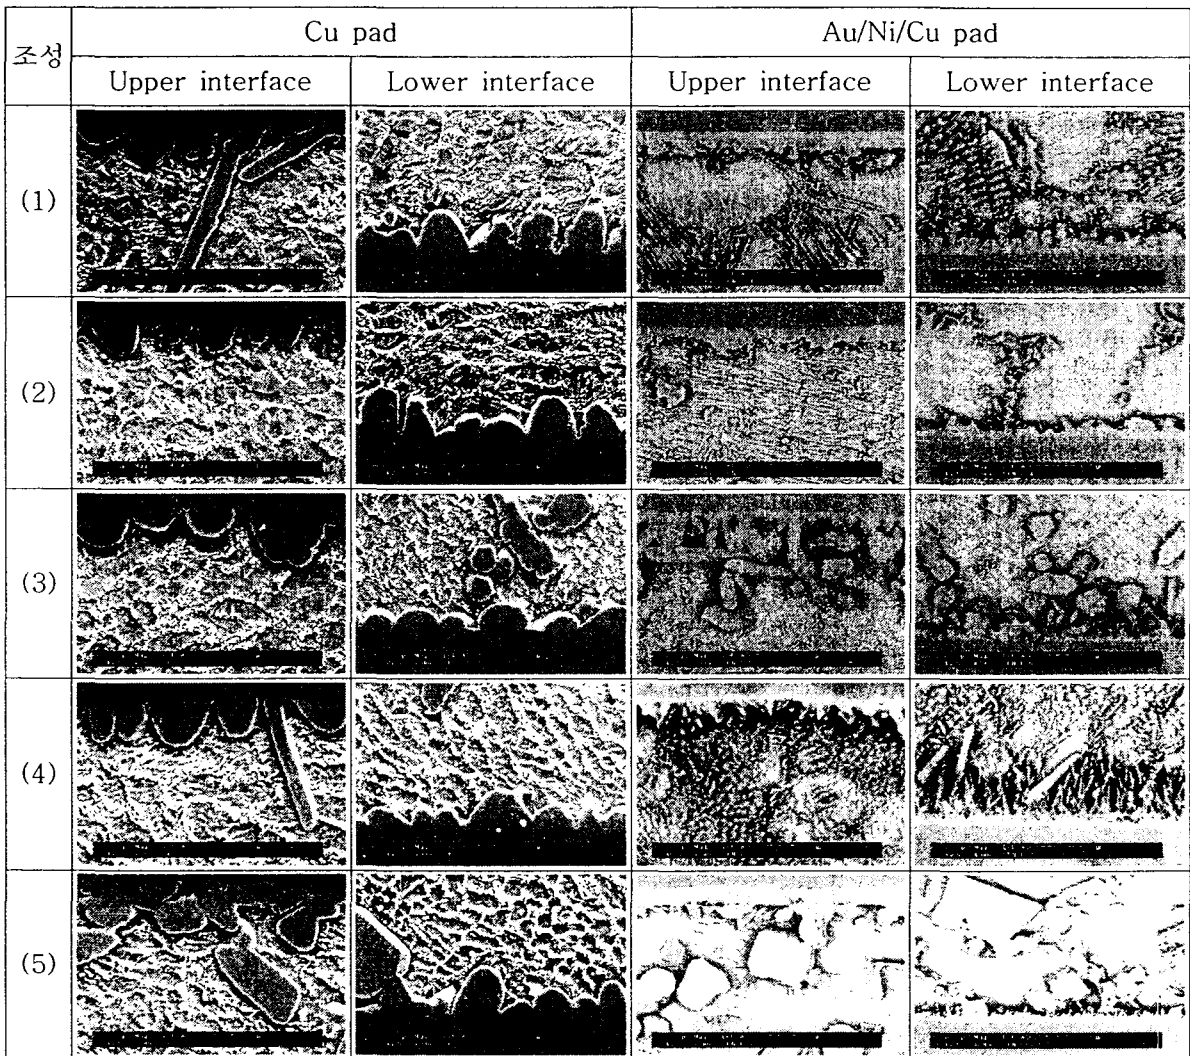 조성
Cu pad
Au/Ni/Cu pad
Upper interface
Lower interface
Upper interface
Lower interface
(1)
(2)
(3)
(4)
(5)